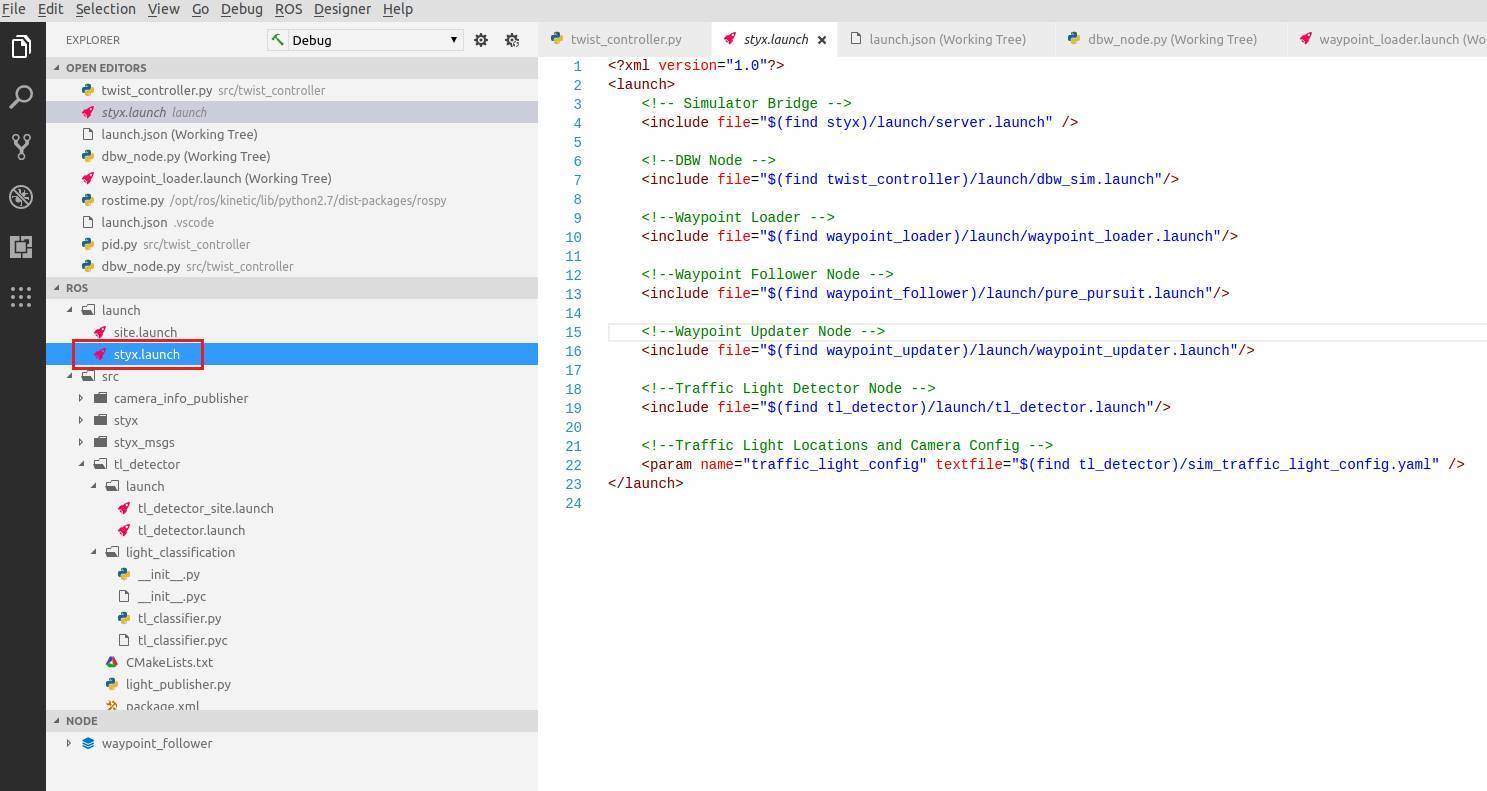 File Edit Selection View Go Debug ROS Designer Help
EXPLORER Debug
OPEN EDITORS
twist_controller.py src/twist_controller
styx.launch launch
launch.json (Working Tree)
dbw_node.py (Working Tree)
waypoint_loader.launch (Working Tree)
rostime.py /opt/ros/kinetic/lib/python2.7/dist-packages/rospy
launch.json .vscode
pid.py src/twist_controller
dbw_node.py src/twist_controller
ROS
launch
site.launch
styx.launch
src
camera_info_publisher
styx
styx_msgs
tl_detector
launch
tl_detector_site.launch
tl_detector.launch
light_classification
__init__.py
__init__.pyc
tl_classifier.py
tl_classifier.pyc
CMakeLists.txt
light_publisher.py
package.xml
NODE
waypoint_follower
twist_controller.py styx.launch launch.json (Working Tree) dbw_node.py (Working Tree) waypoint_loader.launch (Wo
1 <?xml version="1.0"?>
2 <launch>
3 <!-- Simulator Bridge -->
4 <include file="$(find styx)/launch/server.launch" />
5
6 <!--DBW Node -->
7 <include file="$(find twist_controller)/launch/dbw_sim.launch"/>
8
9 <!--Waypoint Loader -->
10 <include file="$(find waypoint_loader)/launch/waypoint_loader.launch"/>
11
12 <!--Waypoint Follower Node -->
13 <include file="$(find waypoint_follower)/launch/pure_pursuit.launch"/>
14
15 <!--Waypoint Updater Node -->
16 <include file="$(find waypoint_updater)/launch/waypoint_updater.launch"/>
17
18 <!--Traffic Light Detector Node -->
19 <include file="$(find tl_detector)/launch/tl_detector.launch"/>
20
21 <!--Traffic Light Locations and Camera Config -->
22 <param name="traffic_light_config" textfile="$(find tl_detector)/sim_traffic_light_config.yaml" />
23 </launch>
24